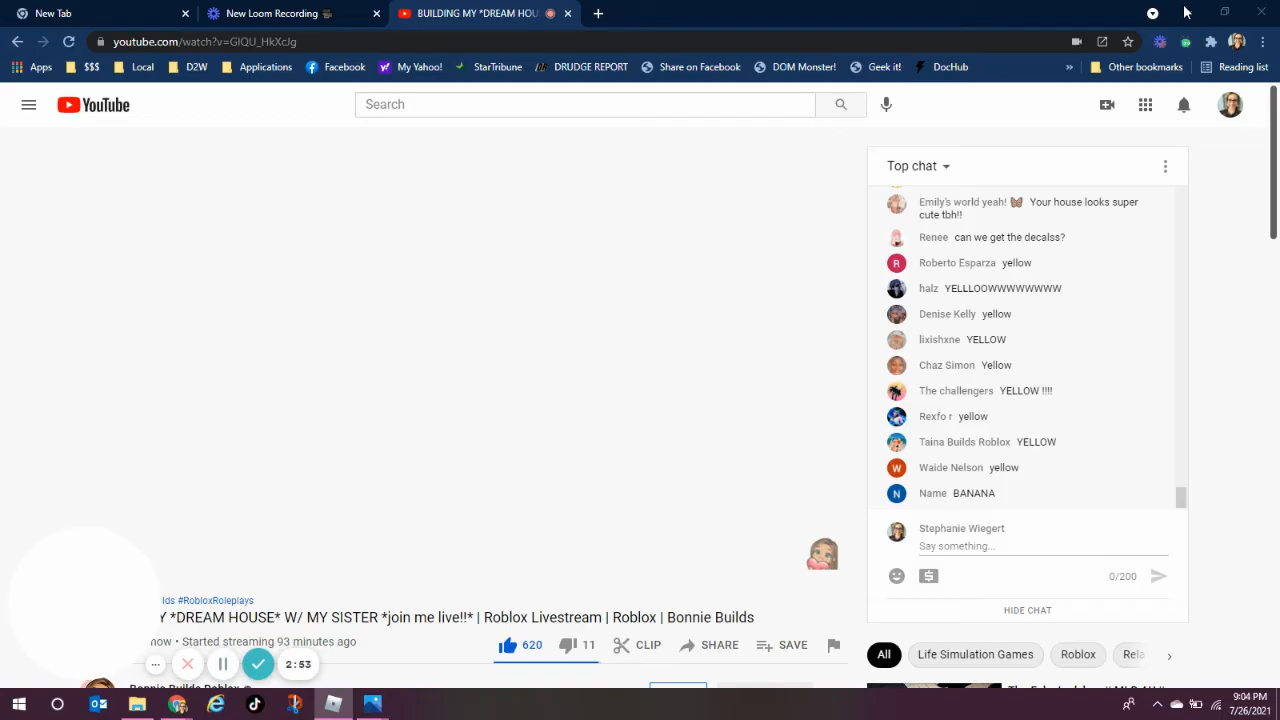 New Tab
New Loom Recording
BUILDING MY *DREAM HOU
youtube.com/watch?v=GIQU_HkXcJg
Apps $$$ Local D2W Applications Facebook My Yahoo! StarTribune DRUDGE REPORT Share on Facebook DOM Monster! Geek it! DocHub » Other bookmarks Reading list
YouTube
Search
Top chat
Emily's world yeah! Your house looks super
cute tbh!!
Renee can we get the decalss?
R Roberto Esparza yellow
halz YELLLOOWWWWWWWW
Denise Kelly yellow
lixishxne YELLOW
Chaz Simon Yellow
The challengers YELLOW !!!!
Rexfo r yellow
Taina Builds Roblox YELLOW
W Waide Nelson yellow
N Name BANANA
Stephanie Wiegert
Say something...
0/200
HIDE CHAT
lds #RobloxRoleplays
Y *DREAM HOUSE* W/ MY SISTER *join me live!!* | Roblox Livestream | Roblox | Bonnie Builds
now • Started streaming 93 minutes ago
620 11 CLIP SHARE SAVE
2:53
All Life Simulation Games Roblox Rela
9:04 PM
7/26/2021